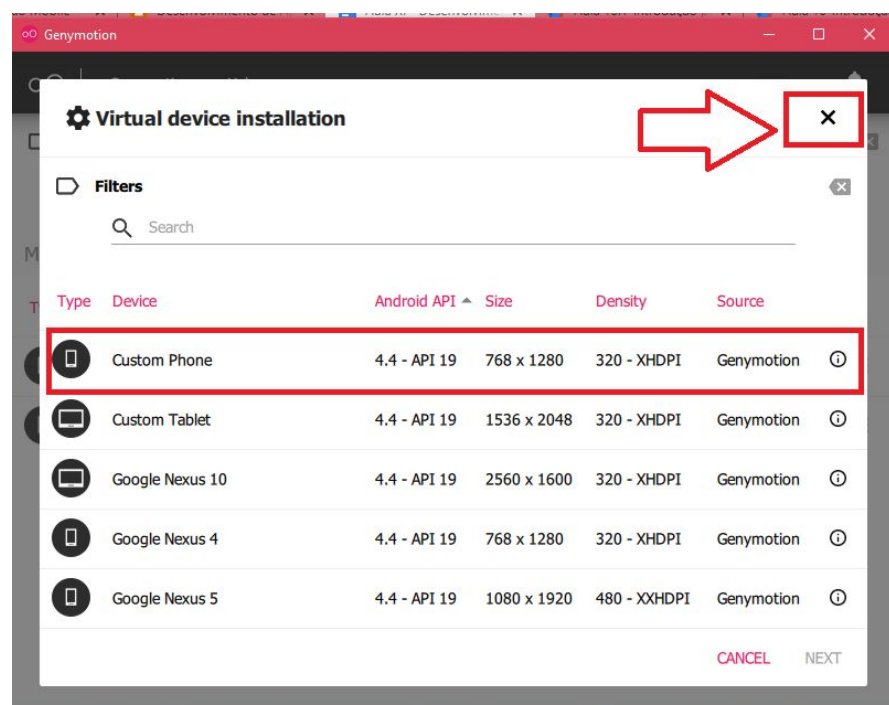 Genymotion
Virtual device installation
Filters
Search
Type Device Android API Size Density Source
Custom Phone 4.4 - API 19 768 x 1280 320 - XHDPI Genymotion
Custom Tablet 4.4 - API 19 1536 x 2048 320 - XHDPI Genymotion
Google Nexus 10 4.4 - API 19 2560 x 1600 320 - XHDPI Genymotion
Google Nexus 4 4.4 - API 19 768 x 1280 320 - XHDPI Genymotion
Google Nexus 5 4.4 - API 19 1080 x 1920 480 - XXHDPI Genymotion
CANCEL NEXT